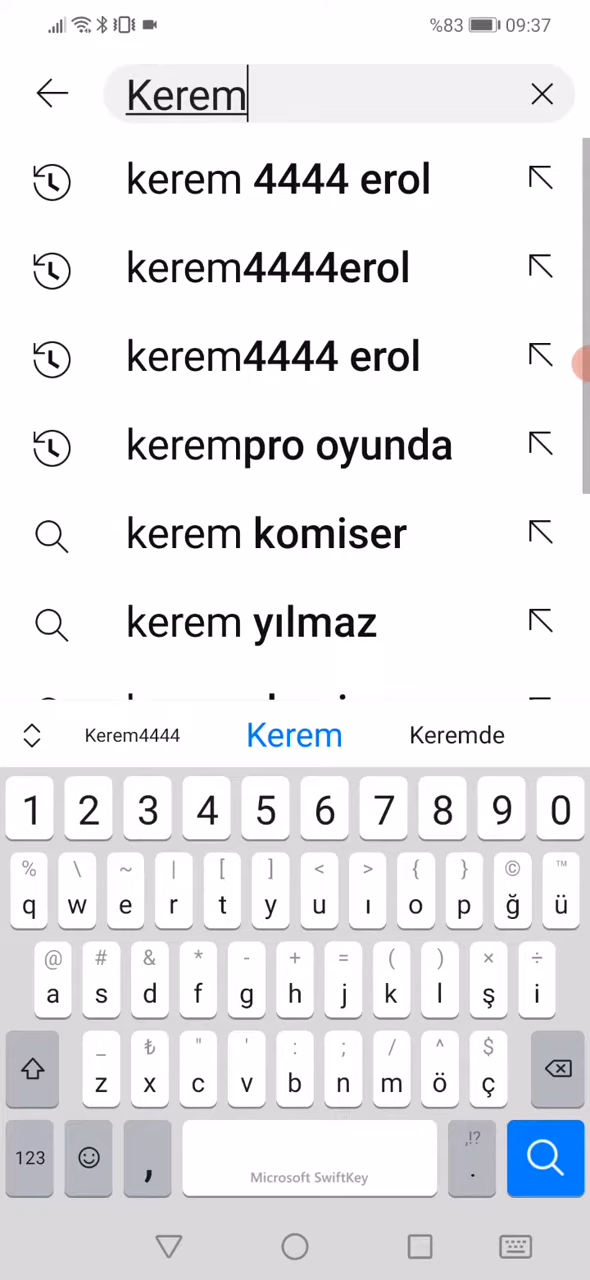 %83 09:37
Kerem
kerem 4444 erol
kerem4444erol
kerem4444 erol
kerempro oyunda
kerem komiser
kerem yılmaz
Kerem4444 Kerem Keremde
1 2 3 4 5 6 7 8 9 0
% \ ~ | [ ] < > { } © ™
q w e r t y u ı o p ğ ü
@ # & * - + = ( ) × ÷
a s d f g h j k l ş i
_ ₺ " ' : ; / ^ $
z x c v b n m ö ç
123 , Microsoft SwiftKey ,!? .